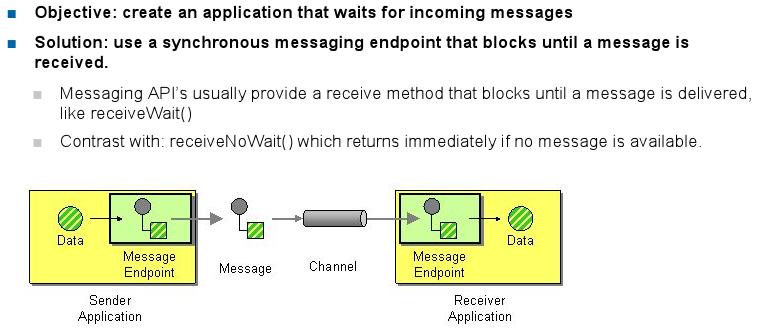 Objective: create an application that waits for incoming messages
Solution: use a synchronous messaging endpoint that blocks until a message is
received.
Messaging API's usually provide a receive method that blocks until a message is delivered,
like receiveWait()
Contrast with: receiveNoWait() which returns immediately if no message is available.
Data
Message
Endpoint
Message
Channel
Message
Endpoint
Data
Sender
Application
Receiver
Application